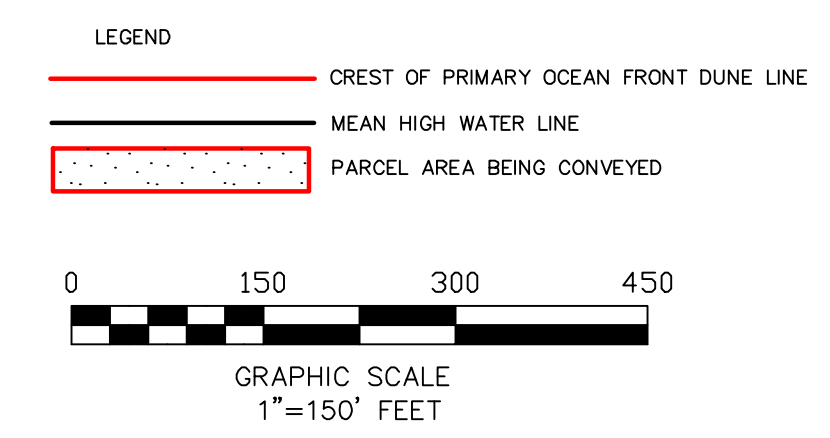 LEGEND
CREST OF PRIMARY OCEAN FRONT DUNE LINE
MEAN HIGH WATER LINE
PARCEL AREA BEING CONVEYED
0 150 300 450
GRAPHIC SCALE
1"=150' FEET